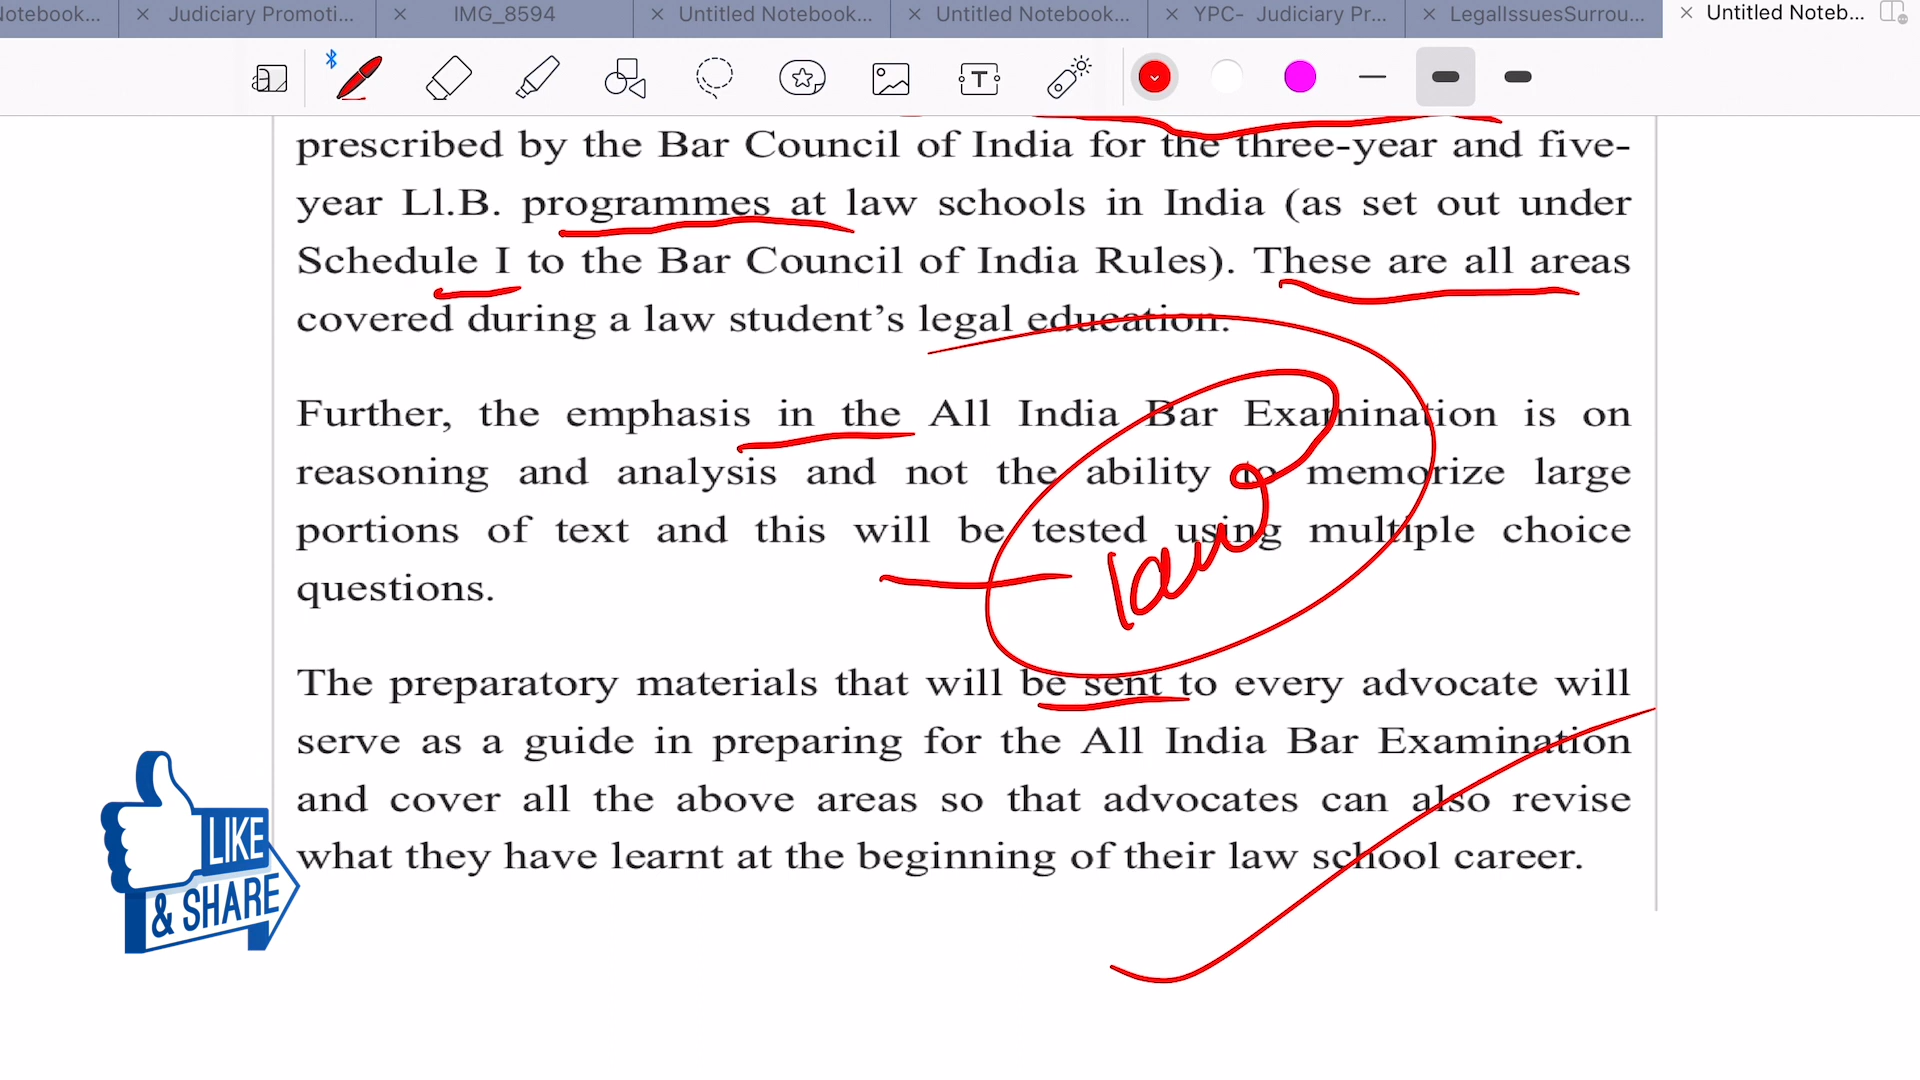 Notebook...
Judiciary Promoti...
IMG_8594
Untitled Notebook...
Untitled Notebook...
YPC- Judiciary Pr...
LegalIssuesSurrou...
Untitled Noteb...
prescribed by the Bar Council of India for the three-year and five-
year Ll.B. programmes at law schools in India (as set out under
Schedule I to the Bar Council of India Rules). These are all areas
covered during a law student’s legal education.
Further, the emphasis in the All India Bar Examination is on
reasoning and analysis and not the ability to memorize large
portions of text and this will be tested using multiple choice
questions.
law
The preparatory materials that will be sent to every advocate will
serve as a guide in preparing for the All India Bar Examination
and cover all the above areas so that advocates can also revise
what they have learnt at the beginning of their law school career.
LIKE
& SHARE